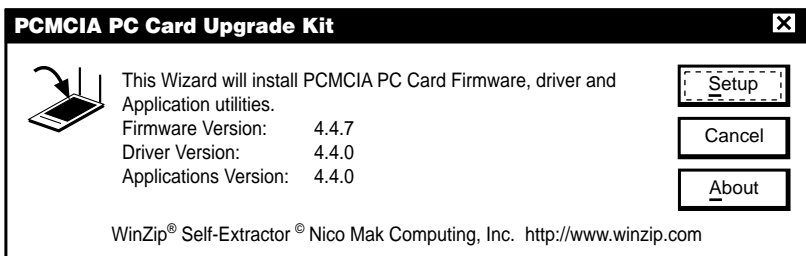 PCMCIA PC Card Upgrade Kit
This Wizard will install PCMCIA PC Card Firmware, driver and
Application utilities.
Firmware Version: 4.4.7
Driver Version: 4.4.0
Applications Version: 4.4.0
Setup
Cancel
About
WinZip® Self-Extractor © Nico Mak Computing, Inc. http://www.winzip.com